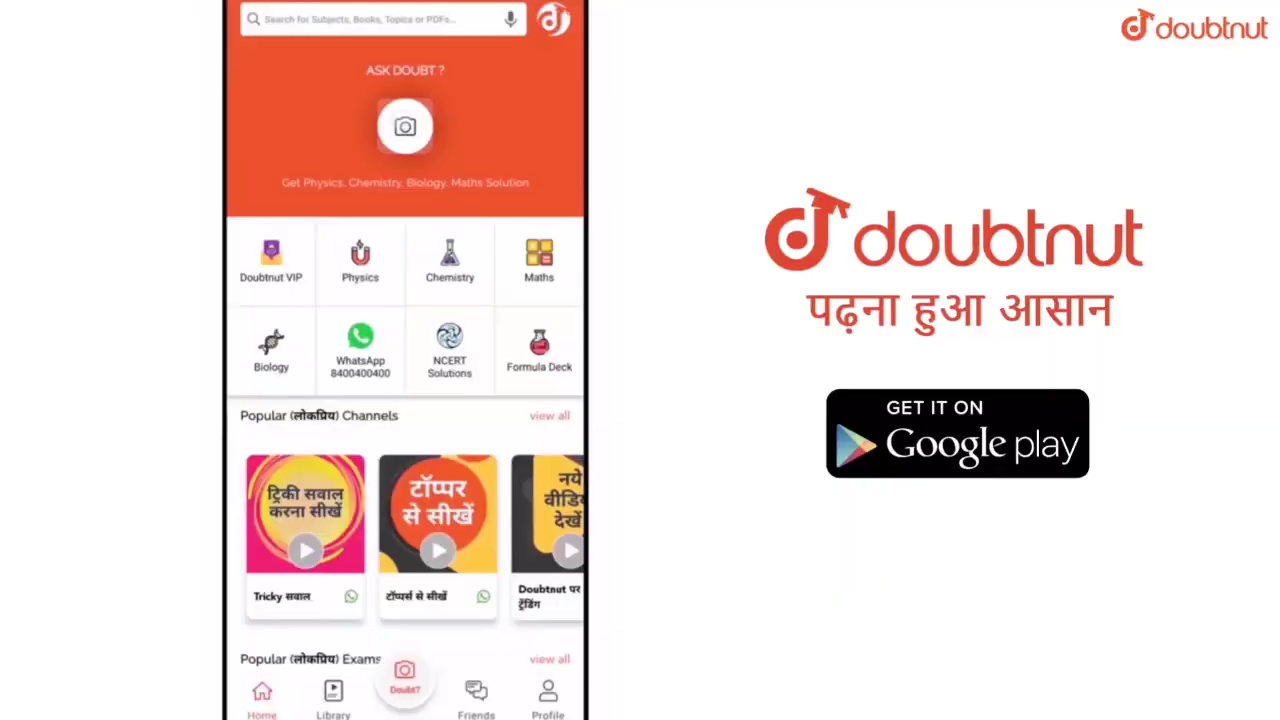 Search for Subjects, Books, Topics or PDFs...
ASK DOUBT ?
Get Physics, Chemistry, Biology, Maths Solution
Doubtnut VIP
Physics
Chemistry
Maths
Biology
WhatsApp
8400400400
NCERT
Solutions
Formula Deck
Popular (लोकप्रिय) Channels
view all
ट्रिकी सवाल
करना सीखें
टॉप्पर
से सीखें
नये
वीडि
देखें
Tricky सवाल
टॉप्पर्स से सीखें
Doubtnut पर
ट्रेंडिंग
Popular (लोकप्रिय) Exams
view all
Doubt?
Home
Library
Friends
Profile
doubtnut
doubtnut
पढ़ना हुआ आसान
GET IT ON
Google play